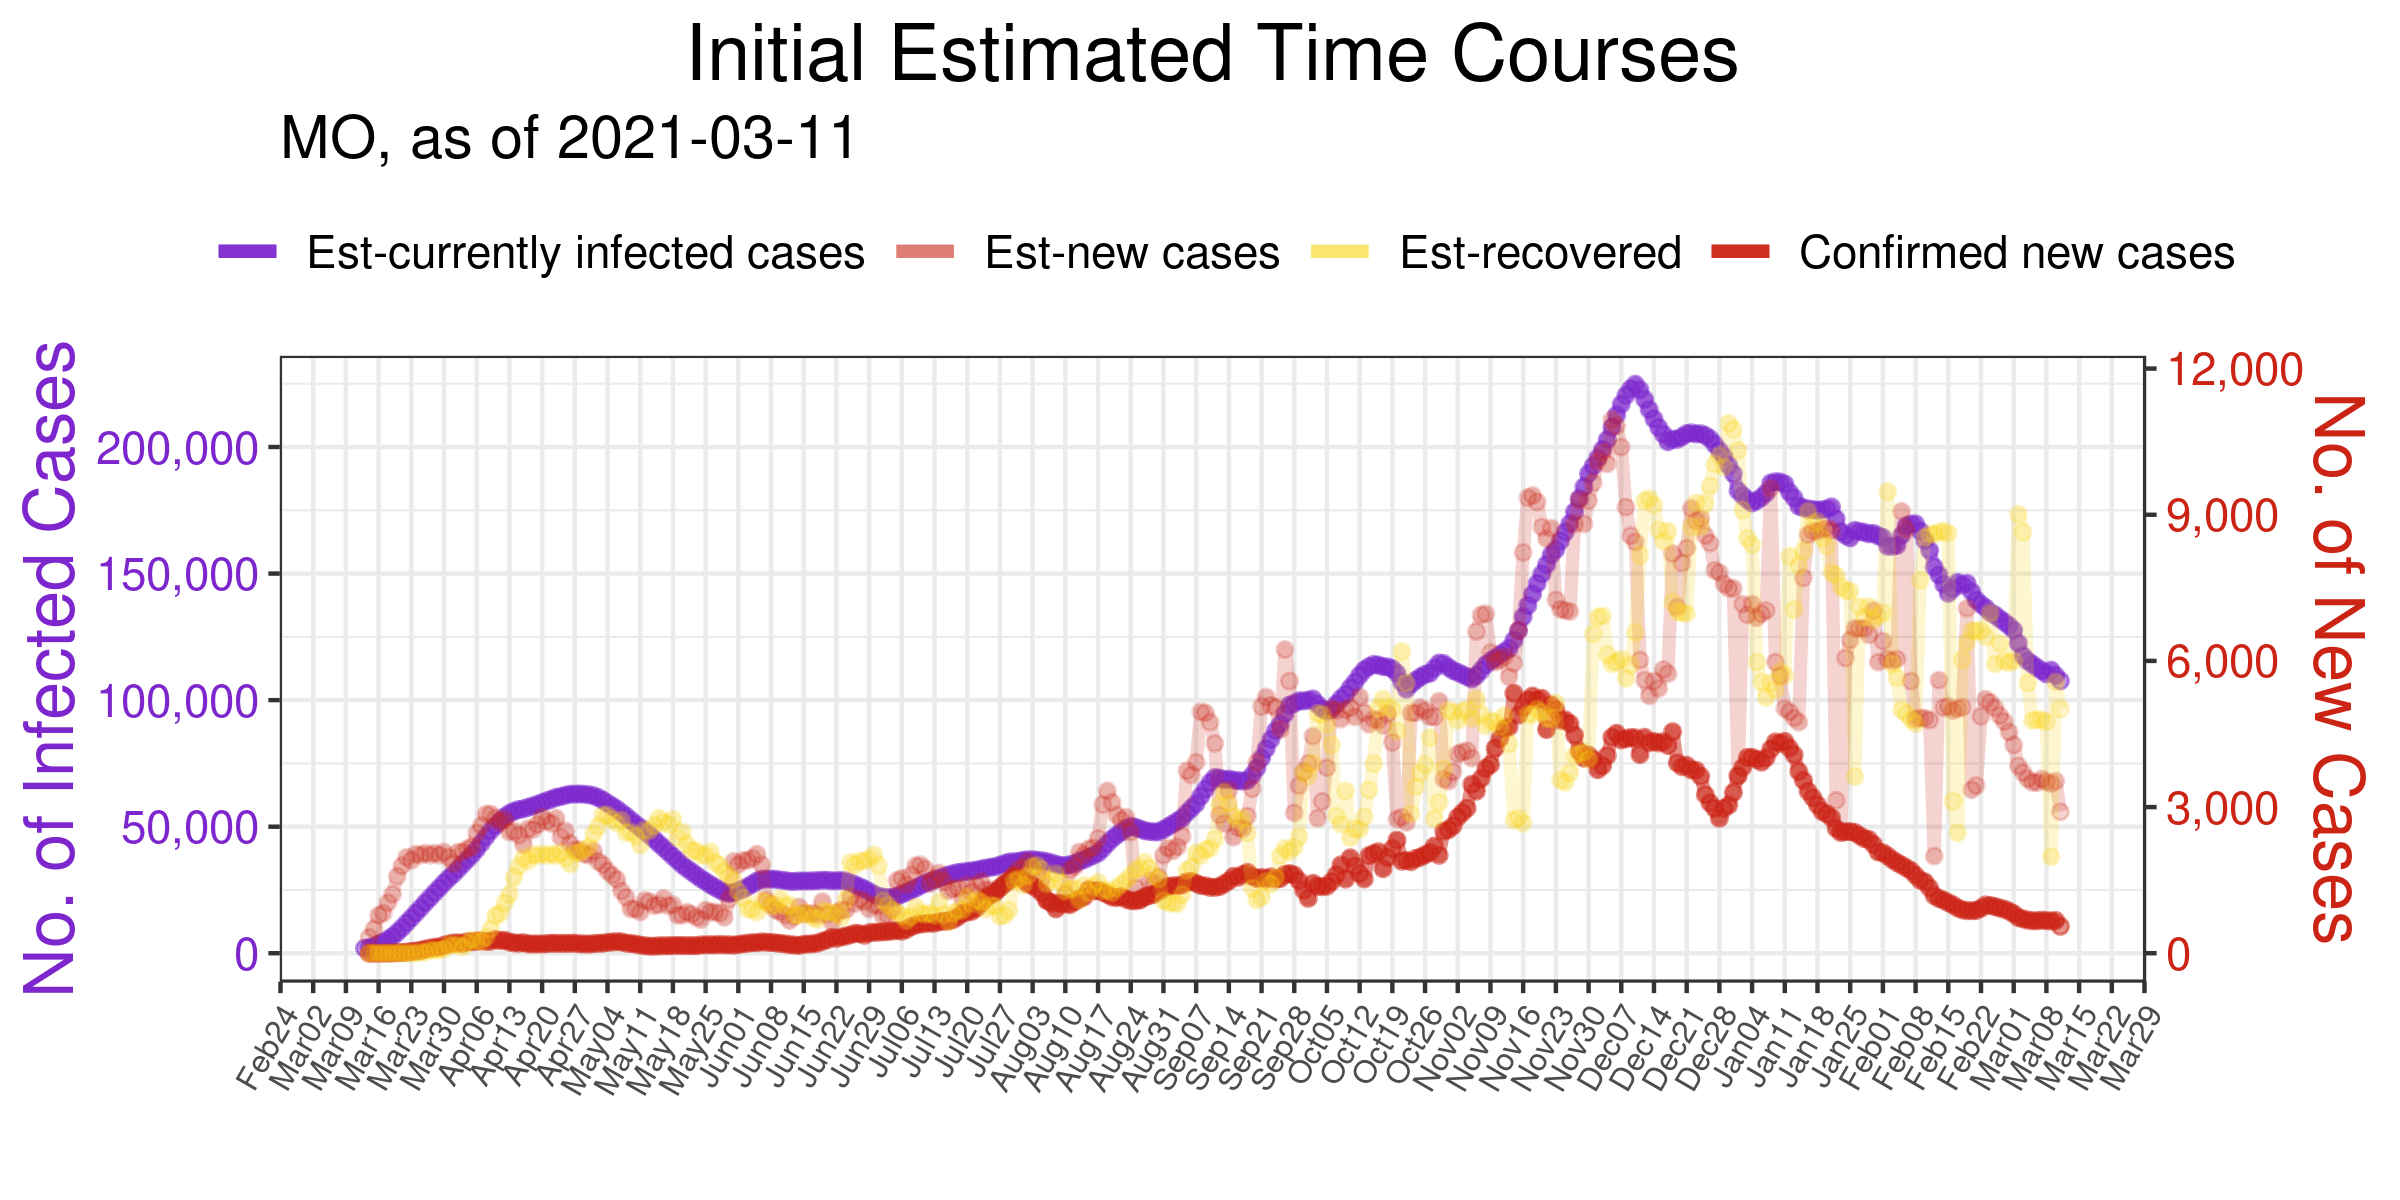 Initial Estimated Time Courses
MO, as of 2021-03-11
Est-currently infected cases Est-new cases Est-recovered Confirmed new cases
No. of Infected Cases
200,000
150,000
100,000
50,000
0
12,000
9,000
6,000
3,000
0
No. of New Cases
Feb24 Mar02 Mar09 Mar16 Mar23 Mar30 Apr06 Apr13 Apr20 Apr27 May04 May11 May18 May25 Jun01 Jun08 Jun15 Jun22 Jun29 Jul06 Jul13 Jul20 Jul27 Aug03 Aug10 Aug17 Aug24 Aug31 Sep07 Sep14 Sep21 Sep28 Oct05 Oct12 Oct19 Oct26 Nov02 Nov09 Nov16 Nov23 Nov30 Dec07 Dec14 Dec21 Dec28 Jan04 Jan11 Jan18 Jan25 Feb01 Feb08 Feb15 Feb22 Mar01 Mar08 Mar15 Mar22 Mar29